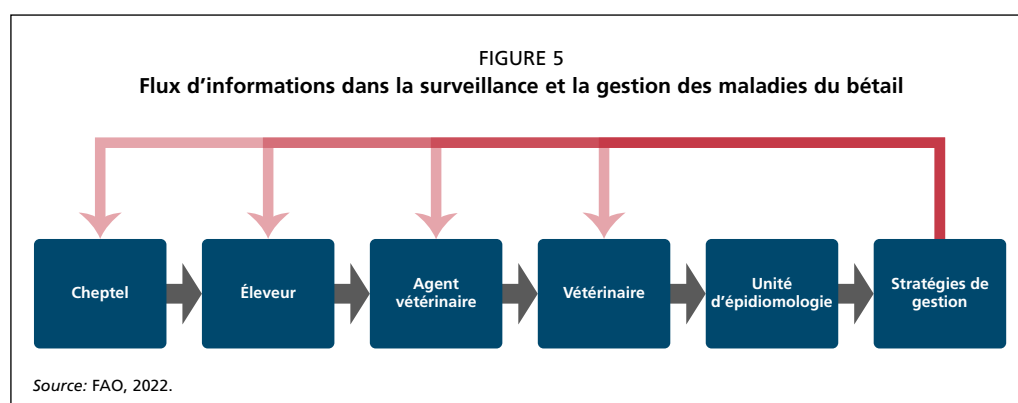 FIGURE 5
Flux d'informations dans la surveillance et la gestion des maladies du bétail
Cheptel
Éleveur
Agent
vétérinaire
Vétérinaire
Unité
d'épidiomologie
Stratégies de
gestion
Source: FAO, 2022.